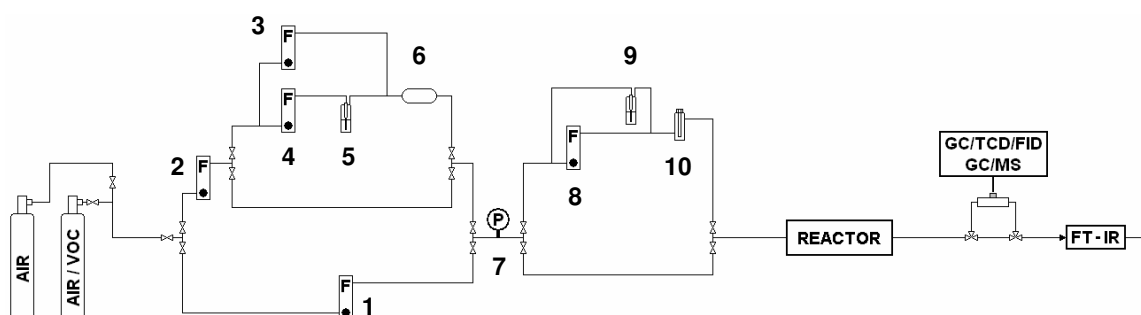 3
F
6
9
F
4
5
2
F
F
8
10
GC/TCD/FID
GC/MS
P
7
REACTOR
FT-IR
AIR
AIR / VOC
F
1